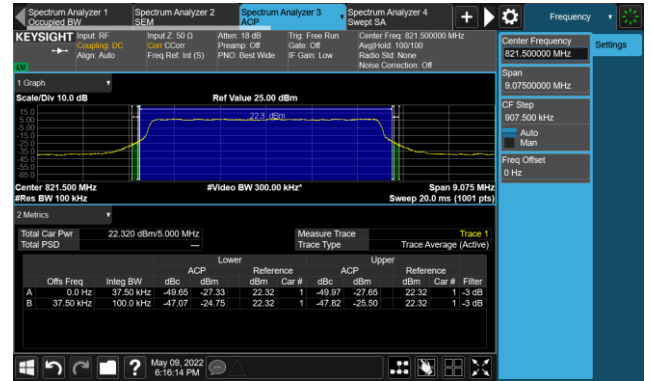 Spectrum Analyzer 1
Occupied BW
Spectrum Analyzer 2
SEM
Spectrum Analyzer 3
ACP
Spectrum Analyzer 4
Swept SA
Frequency
KEYSIGHT
Input: RF
Coupling: DC
Align: Auto
Input Z: 50 Ω
Corr CCorr
Freq Ref: Int (S)
Atten: 18 dB
Preamp: Off
PNO: Best Wide
Trig: Free Run
Gate: Off
IF Gain: Low
Center Freq: 821.500000 MHz
Avg|Hold: 100/100
Radio Std: None
Noise Correction: Off
Center Frequency
821.500000 MHz
Settings
Span
9.07500000 MHz
CF Step
907.500 kHz
Auto
Man
Freq Offset
0 Hz
1 Graph
Scale/Div 10.0 dB
Ref Value 25.00 dBm
22.3 dBm
15.0
5.00
-5.00
-15.0
-25.0
-35.0
-45.0
-55.0
-65.0
Center 821.500 MHz
#Video BW 300.00 kHz*
Span 9.075 MHz
#Res BW 100 kHz
Sweep 20.0 ms (1001 pts)
2 Metrics
Total Car Pwr 22.320 dBm/5.000 MHz
Total PSD ---
Measure Trace Trace 1
Trace Type Trace Average (Active)
Lower Upper
ACP Reference ACP Reference
Offs Freq Integ BW dBc dBm dBm Car # dBc dBm dBm Car # Filter
A 0.0 Hz 37.50 kHz -49.65 -27.33 22.32 1 -49.97 -27.65 22.32 1 -3 dB
B 37.50 kHz 100.0 kHz -47.07 -24.75 22.32 1 -47.82 -25.50 22.32 1 -3 dB
May 09, 2022
6:16:14 PM